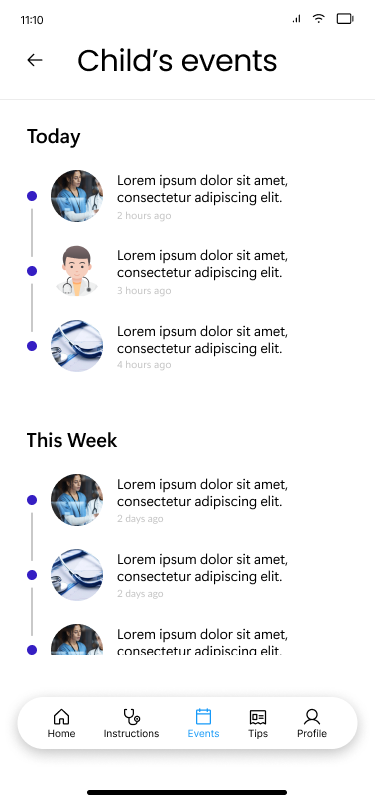 11:10
Child’s events
Today
Lorem ipsum dolor sit amet,
consectetur adipiscing elit.
2 hours ago
Lorem ipsum dolor sit amet,
consectetur adipiscing elit.
3 hours ago
Lorem ipsum dolor sit amet,
consectetur adipiscing elit.
4 hours ago
This Week
Lorem ipsum dolor sit amet,
consectetur adipiscing elit.
2 days ago
Lorem ipsum dolor sit amet,
consectetur adipiscing elit.
2 days ago
Lorem ipsum dolor sit amet,
consectetur adipiscing elit.
Home Instructions Events Tips Profile